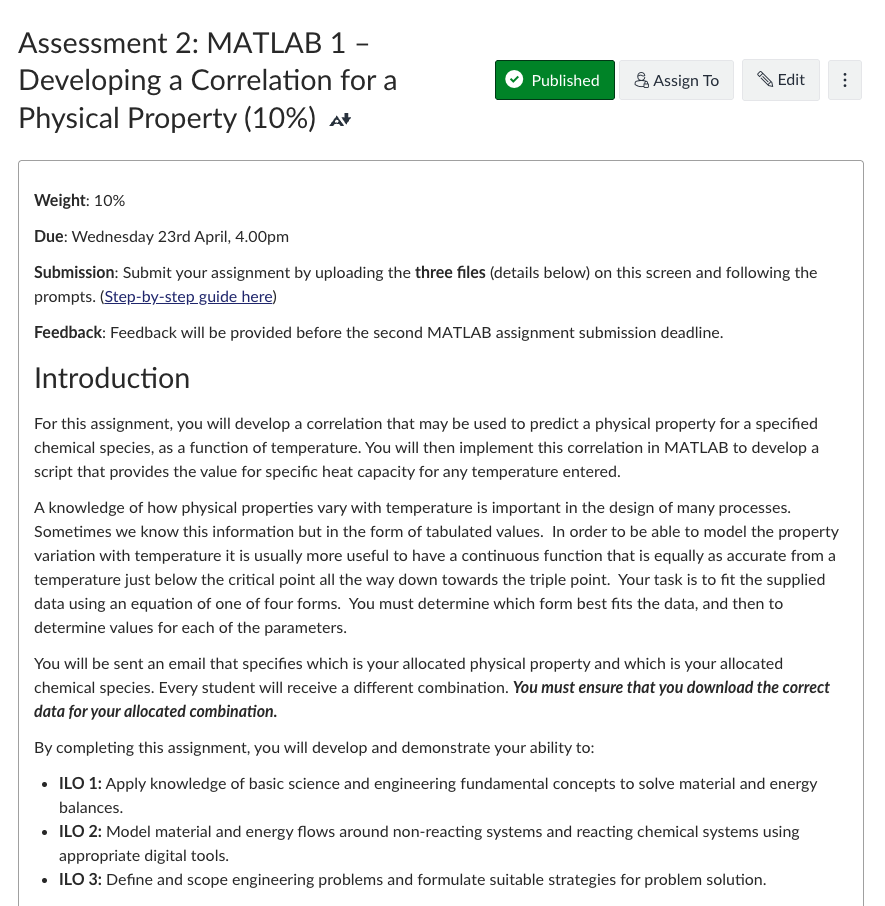 Assessment 2: MATLAB 1 –
Developing a Correlation for a
Physical Property (10%)
Published
Assign To
Edit
Weight: 10%
Due: Wednesday 23rd April, 4.00pm
Submission: Submit your assignment by uploading the three files (details below) on this screen and following the
prompts. (Step-by-step guide here)
Feedback: Feedback will be provided before the second MATLAB assignment submission deadline.
Introduction
For this assignment, you will develop a correlation that may be used to predict a physical property for a specified
chemical species, as a function of temperature. You will then implement this correlation in MATLAB to develop a
script that provides the value for specific heat capacity for any temperature entered.
A knowledge of how physical properties vary with temperature is important in the design of many processes.
Sometimes we know this information but in the form of tabulated values.  In order to be able to model the property
variation with temperature it is usually more useful to have a continuous function that is equally as accurate from a
temperature just below the critical point all the way down towards the triple point.  Your task is to fit the supplied
data using an equation of one of four forms.  You must determine which form best fits the data, and then to
determine values for each of the parameters.
You will be sent an email that specifies which is your allocated physical property and which is your allocated
chemical species. Every student will receive a different combination. You must ensure that you download the correct
data for your allocated combination.
By completing this assignment, you will develop and demonstrate your ability to:
• ILO 1: Apply knowledge of basic science and engineering fundamental concepts to solve material and energy
balances.
• ILO 2: Model material and energy flows around non-reacting systems and reacting chemical systems using
appropriate digital tools.
• ILO 3: Define and scope engineering problems and formulate suitable strategies for problem solution.